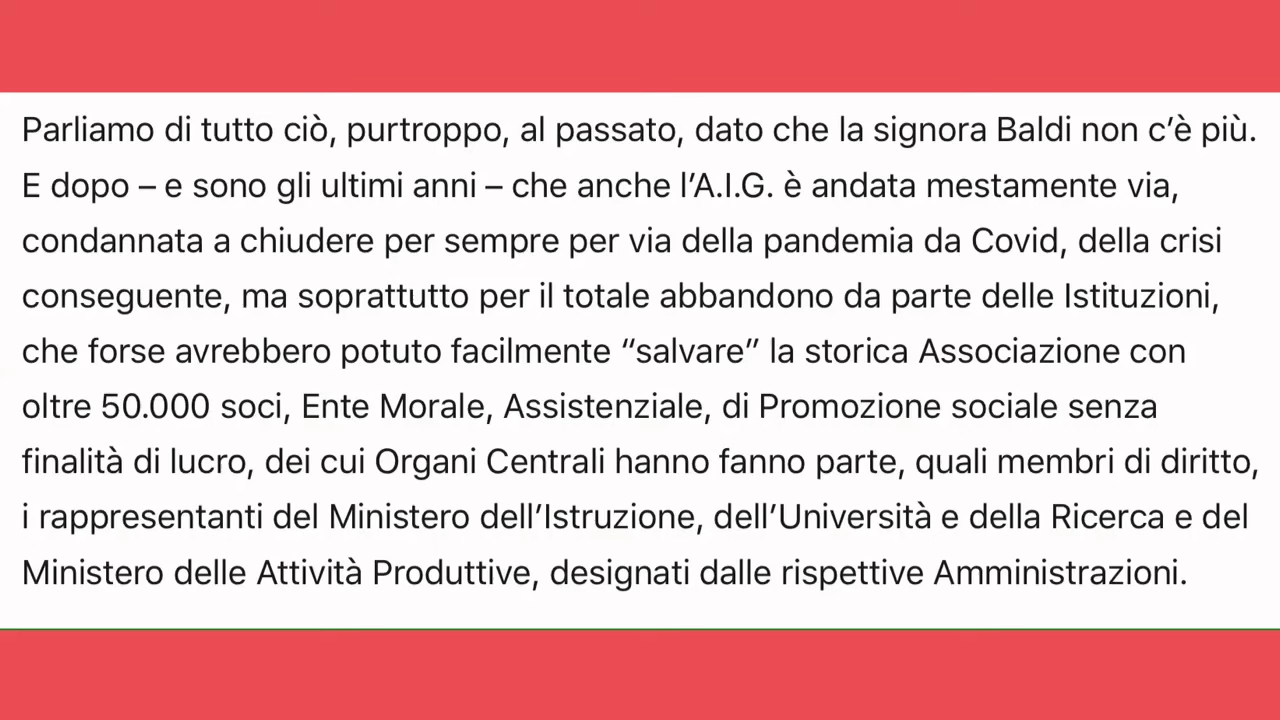 Parliamo di tutto ciò, purtroppo, al passato, dato che la signora Baldi non c’è più.
E dopo – e sono gli ultimi anni – che anche l’A.I.G. è andata mestamente via,
condannata a chiudere per sempre per via della pandemia da Covid, della crisi
conseguente, ma soprattutto per il totale abbandono da parte delle Istituzioni,
che forse avrebbero potuto facilmente “salvare” la storica Associazione con
oltre 50.000 soci, Ente Morale, Assistenziale, di Promozione sociale senza
finalità di lucro, dei cui Organi Centrali hanno fanno parte, quali membri di diritto,
i rappresentanti del Ministero dell’Istruzione, dell’Università e della Ricerca e del
Ministero delle Attività Produttive, designati dalle rispettive Amministrazioni.